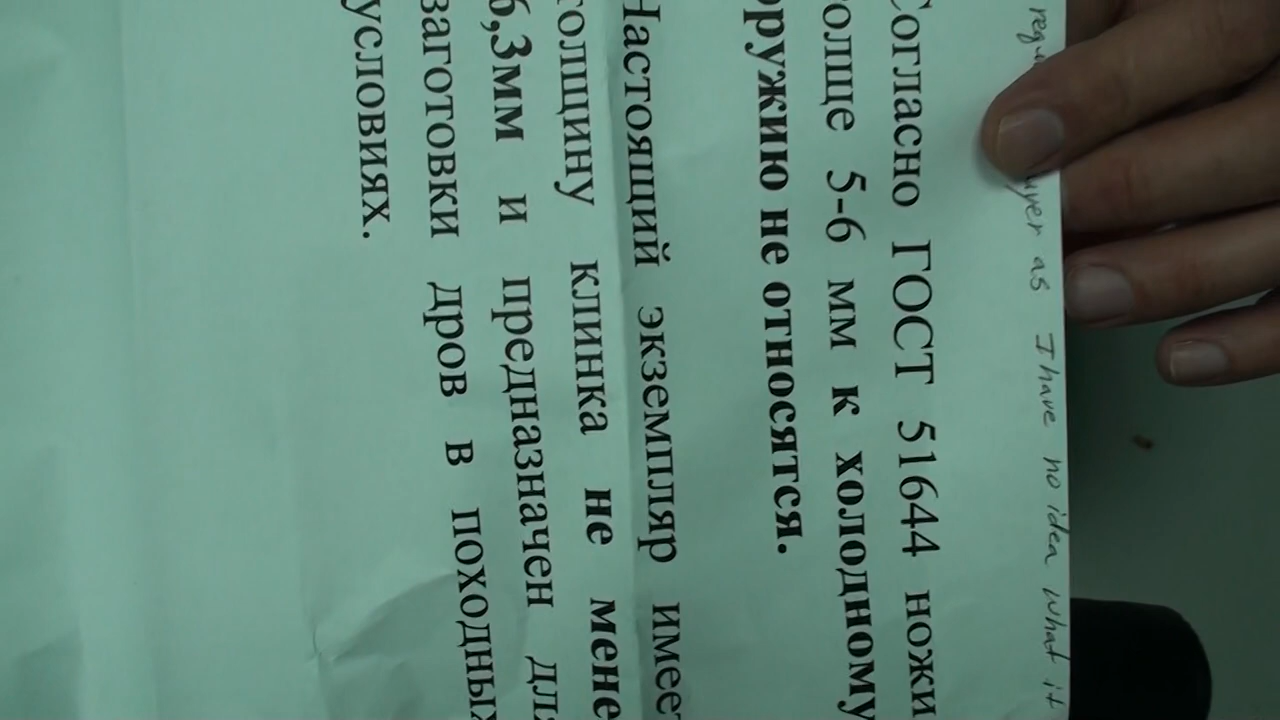 I have no idea what it
Согласно ГОСТ 51644 ножи
толще 5-6 мм к холодному
оружию не относятся.
Настоящий экземпляр имеет
толщину клинка не мене
6,3мм и предназначен для
заготовки дров в походных
условиях.